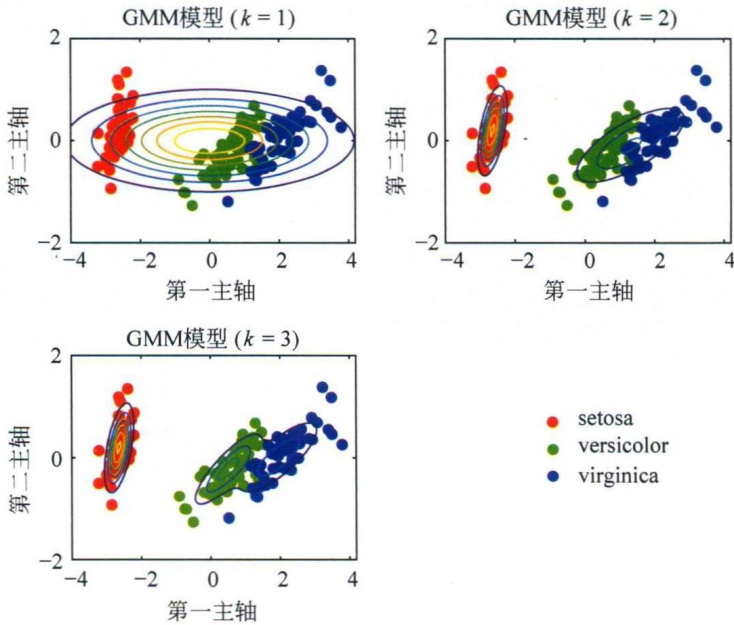 GMM模型 (k = 1)
2
0
−2
−4
−2
0
2
4
第二主轴
第一主轴
GMM模型 (k = 2)
2
0
−2
−4
−2
0
2
4
第二主轴
第一主轴
GMM模型 (k = 3)
2
0
−2
−4
−2
0
2
4
第二主轴
第一主轴
setosa
versicolor
virginica